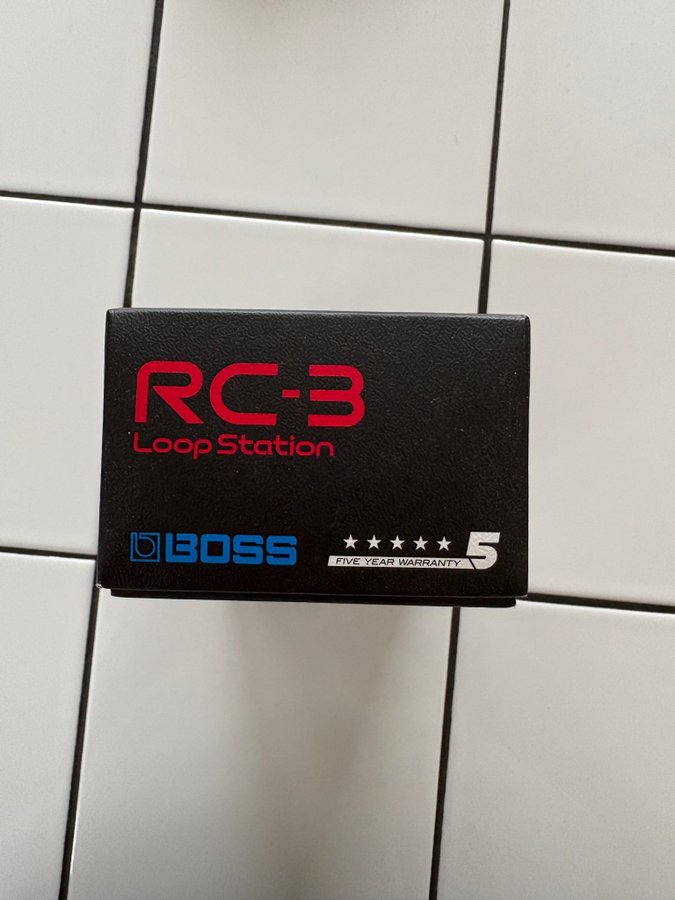 RC-3
Loop Station
BOSS
5
FIVE YEAR WARRANTY